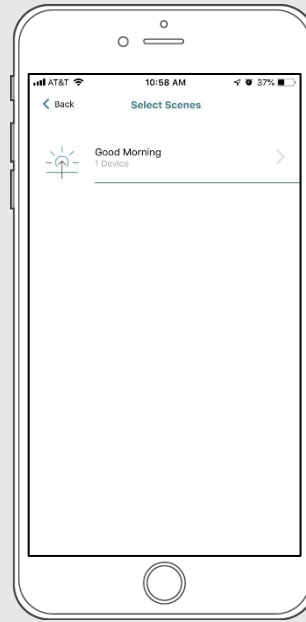 AT&T 10:58 AM 37%
Back Select Scenes
Good Morning
1 Device